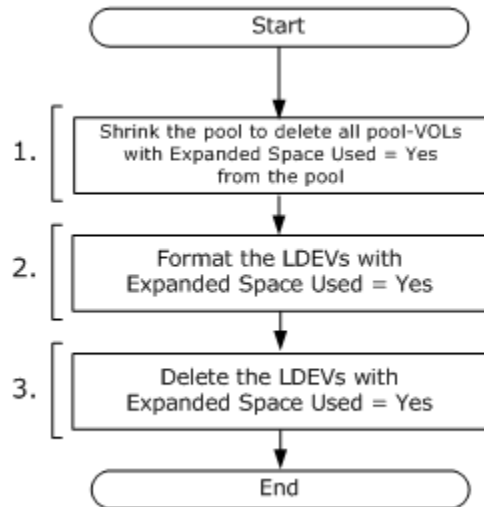 Start
1.
Shrink the pool to delete all pool-VOLs
with Expanded Space Used = Yes
from the pool
2.
Format the LDEVs with
Expanded Space Used = Yes
3.
Delete the LDEVs with
Expanded Space Used = Yes
End